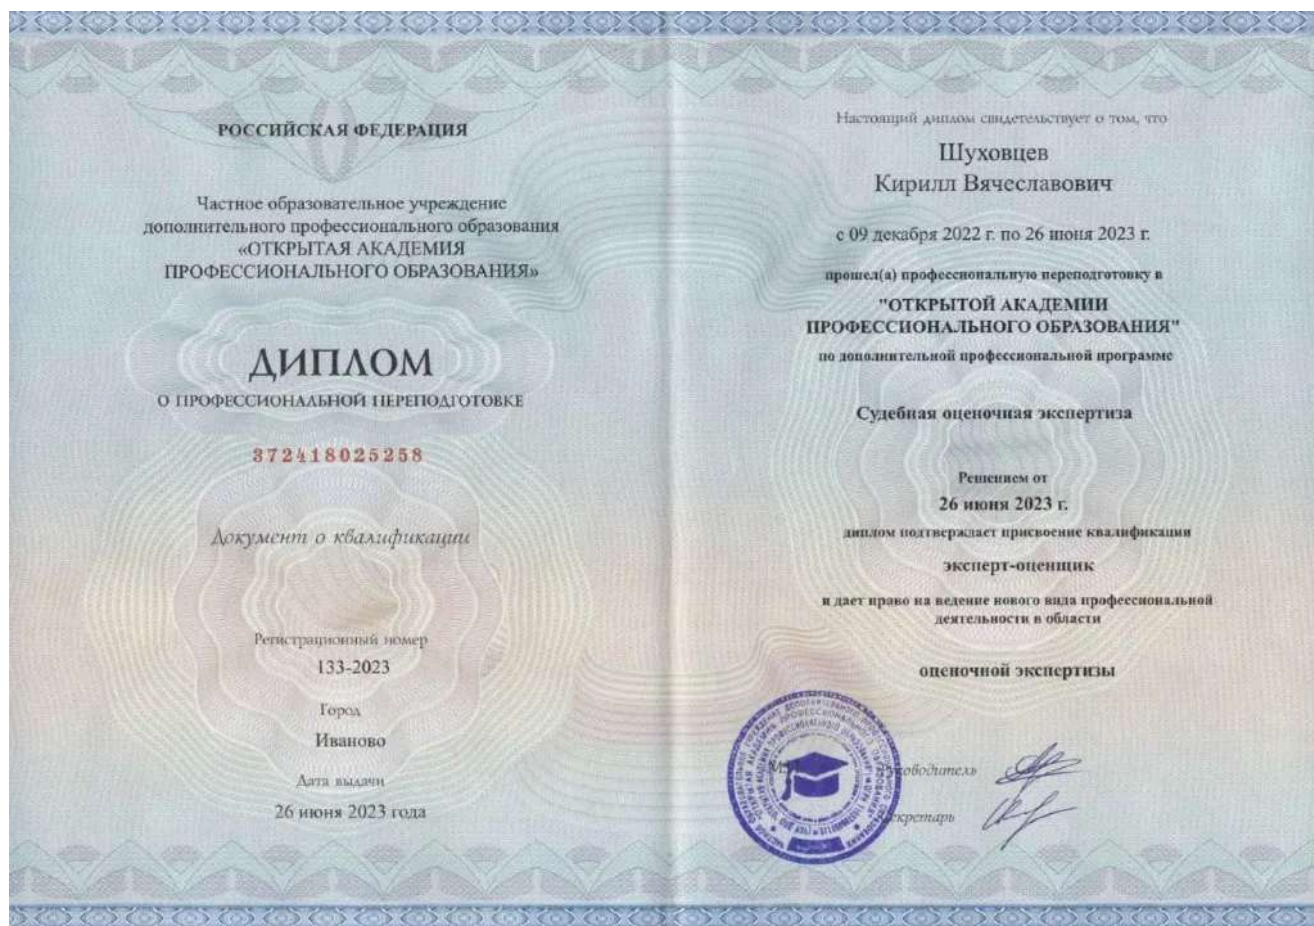 РОССИЙСКАЯ ФЕДЕРАЦИЯ
Частное образовательное учреждение
дополнительного профессионального образования
«ОТКРЫТАЯ АКАДЕМИЯ
ПРОФЕССИОНАЛЬНОГО ОБРАЗОВАНИЯ»
ДИПЛОМ
О ПРОФЕССИОНАЛЬНОЙ ПЕРЕПОДГОТОВКЕ
372418025258
Документ о квалификации
Регистрационный номер
133-2023
Город
Иваново
Дата выдачи
26 июня 2023 года
Настоящий диплом свидетельствует о том, что
Шуховцев
Кирилл Вячеславович
с 09 декабря 2022 г. по 26 июня 2023 г.
прошел(а) профессиональную переподготовку в
"ОТКРЫТОЙ АКАДЕМИИ
ПРОФЕССИОНАЛЬНОГО ОБРАЗОВАНИЯ"
по дополнительной профессиональной программе
Судебная оценочная экспертиза
Решением от
26 июня 2023 г.
диплом подтверждает присвоение квалификации
эксперт-оценщик
и дает право на ведение нового вида профессиональной
деятельности в области
оценочной экспертизы
Руководитель
Секретарь